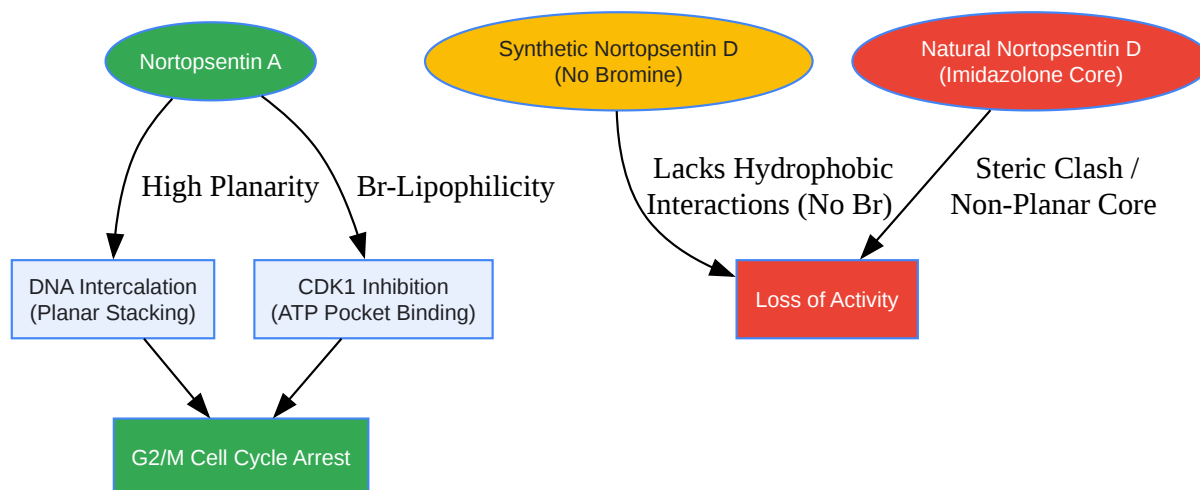 Nortopsentin A
Synthetic Nortopsentin D
(No Bromine)
Natural Nortopsentin D
(Imidazolone Core)
High Planarity
Br-Lipophilicity
Lacks Hydrophobic
Interactions (No Br)
Steric Clash /
Non-Planar Core
DNA Intercalation
(Planar Stacking)
CDK1 Inhibition
(ATP Pocket Binding)
Loss of Activity
G2/M Cell Cycle Arrest